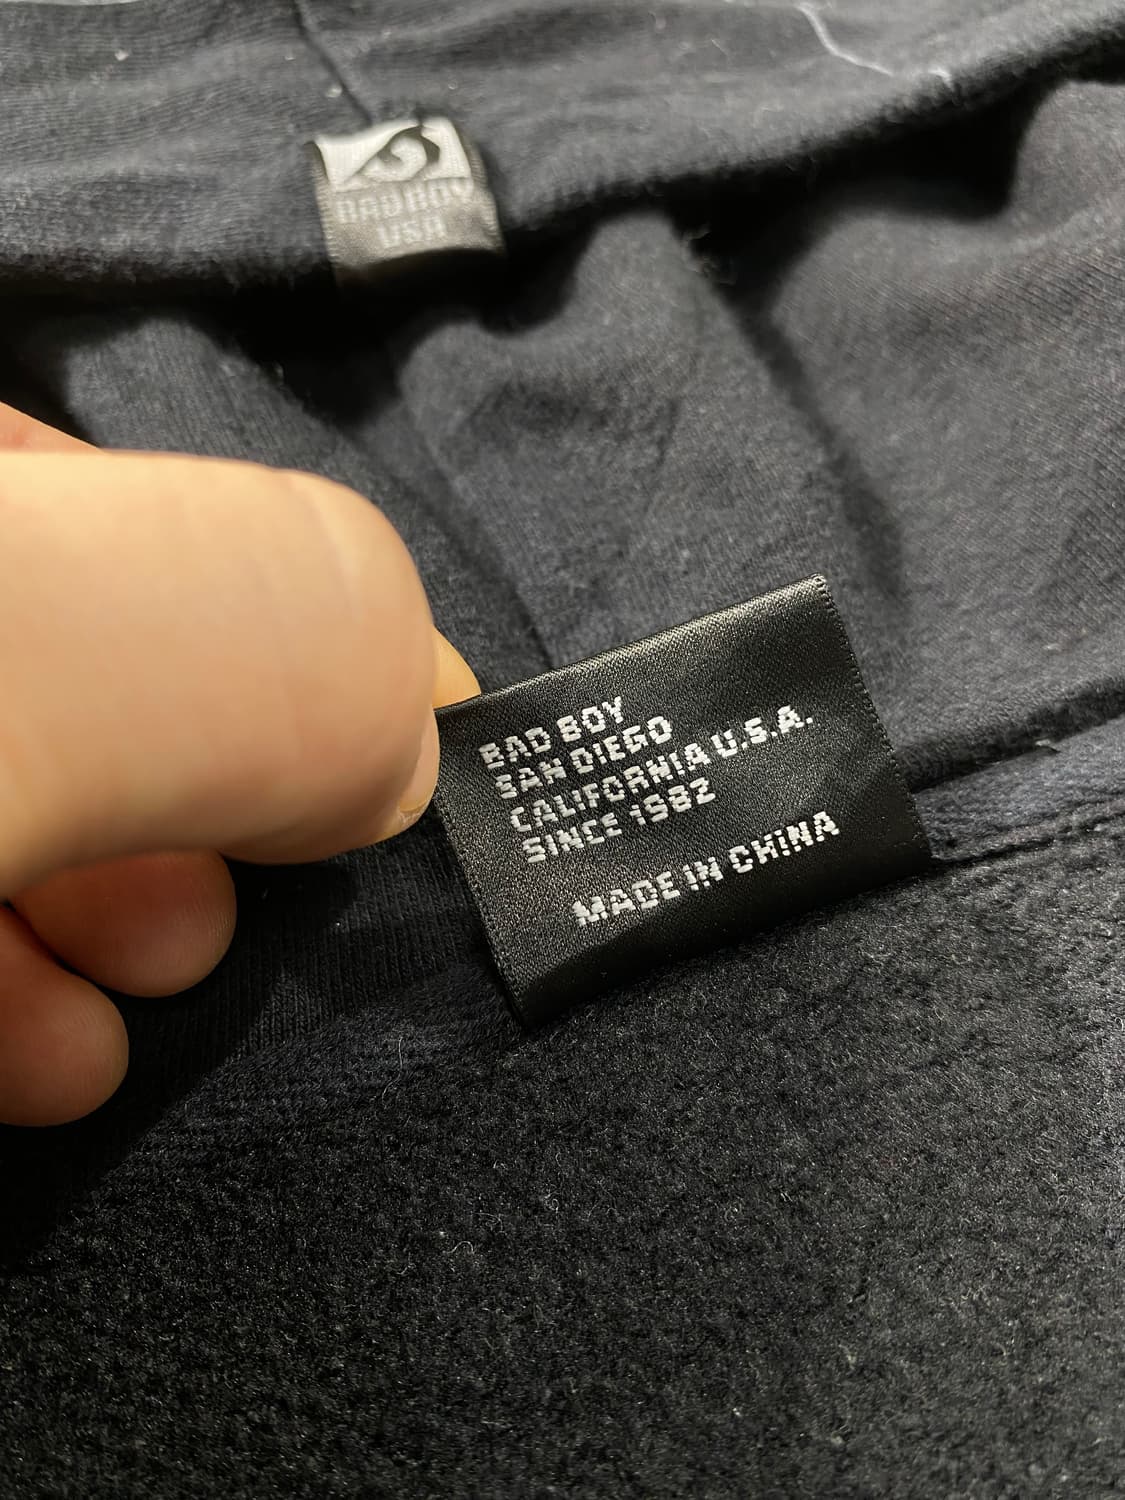 BAD BOY
USA
BAD BOY
SAN DIEGO
CALIFORNIA U.S.A.
SINCE 1982
MADE IN CHINA